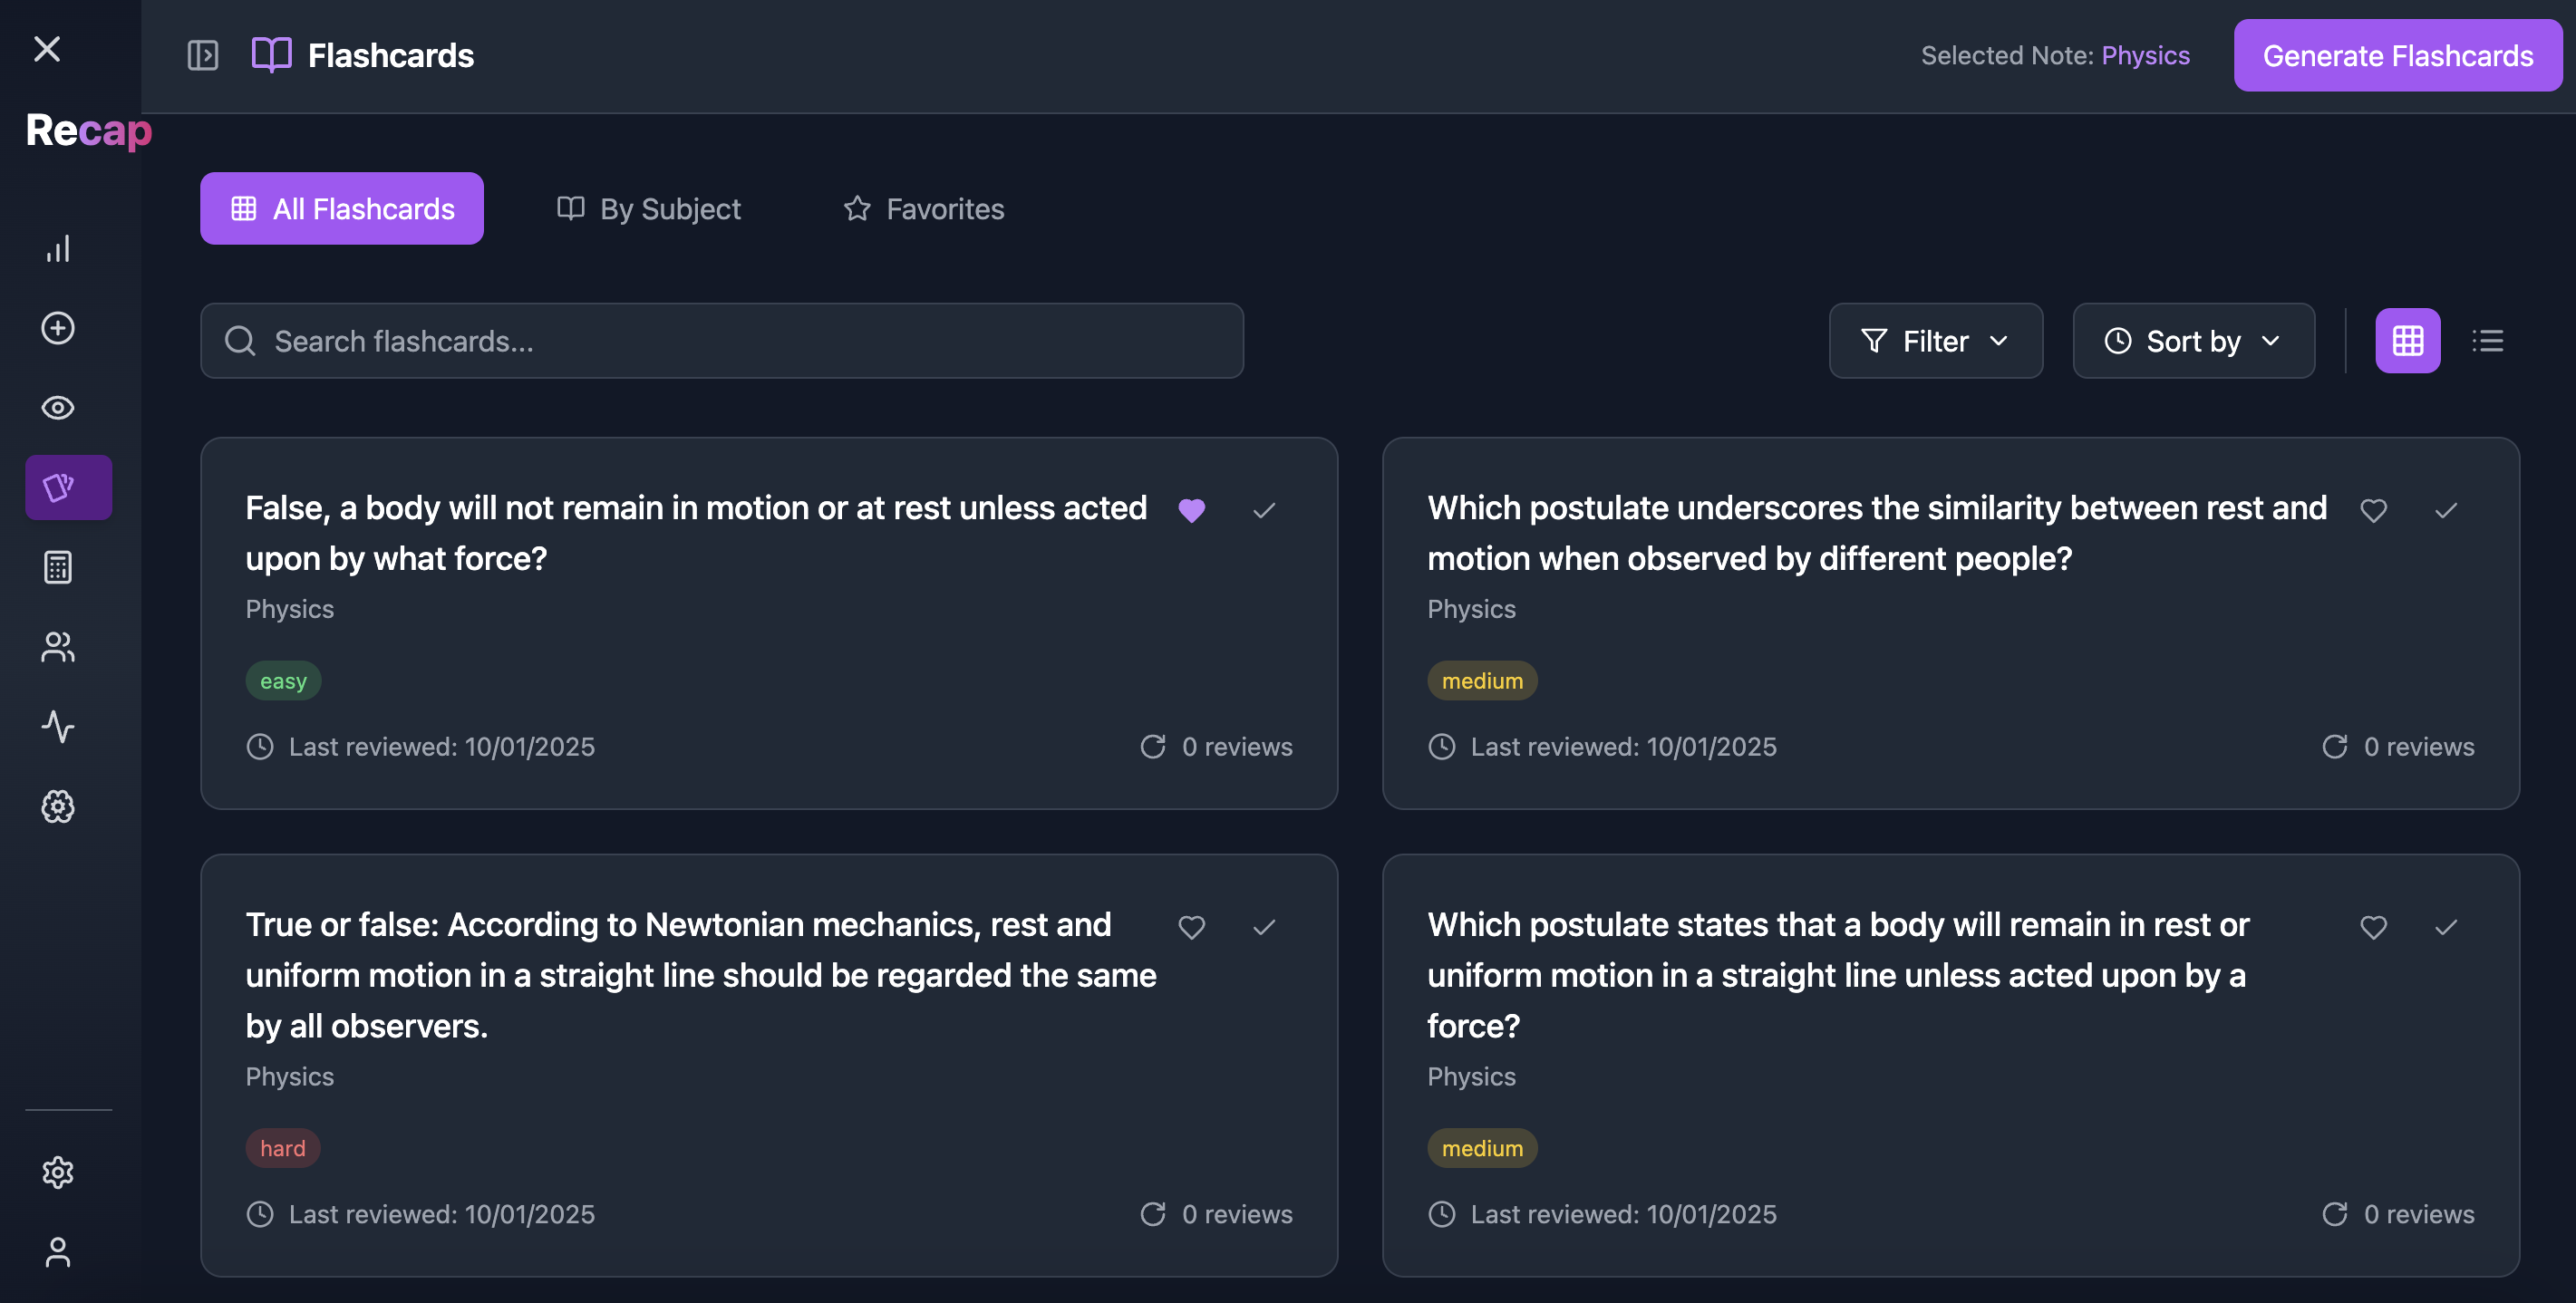 Flashcards
Selected Note: Physics
Generate Flashcards
Recap
All Flashcards
By Subject
Favorites
Search flashcards...
Filter
Sort by
False, a body will not remain in motion or at rest unless acted
upon by what force?
Physics
easy
Last reviewed: 10/01/2025
0 reviews
Which postulate underscores the similarity between rest and
motion when observed by different people?
Physics
medium
Last reviewed: 10/01/2025
0 reviews
True or false: According to Newtonian mechanics, rest and
uniform motion in a straight line should be regarded the same
by all observers.
Physics
hard
Last reviewed: 10/01/2025
0 reviews
Which postulate states that a body will remain in rest or
uniform motion in a straight line unless acted upon by a
force?
Physics
medium
Last reviewed: 10/01/2025
0 reviews